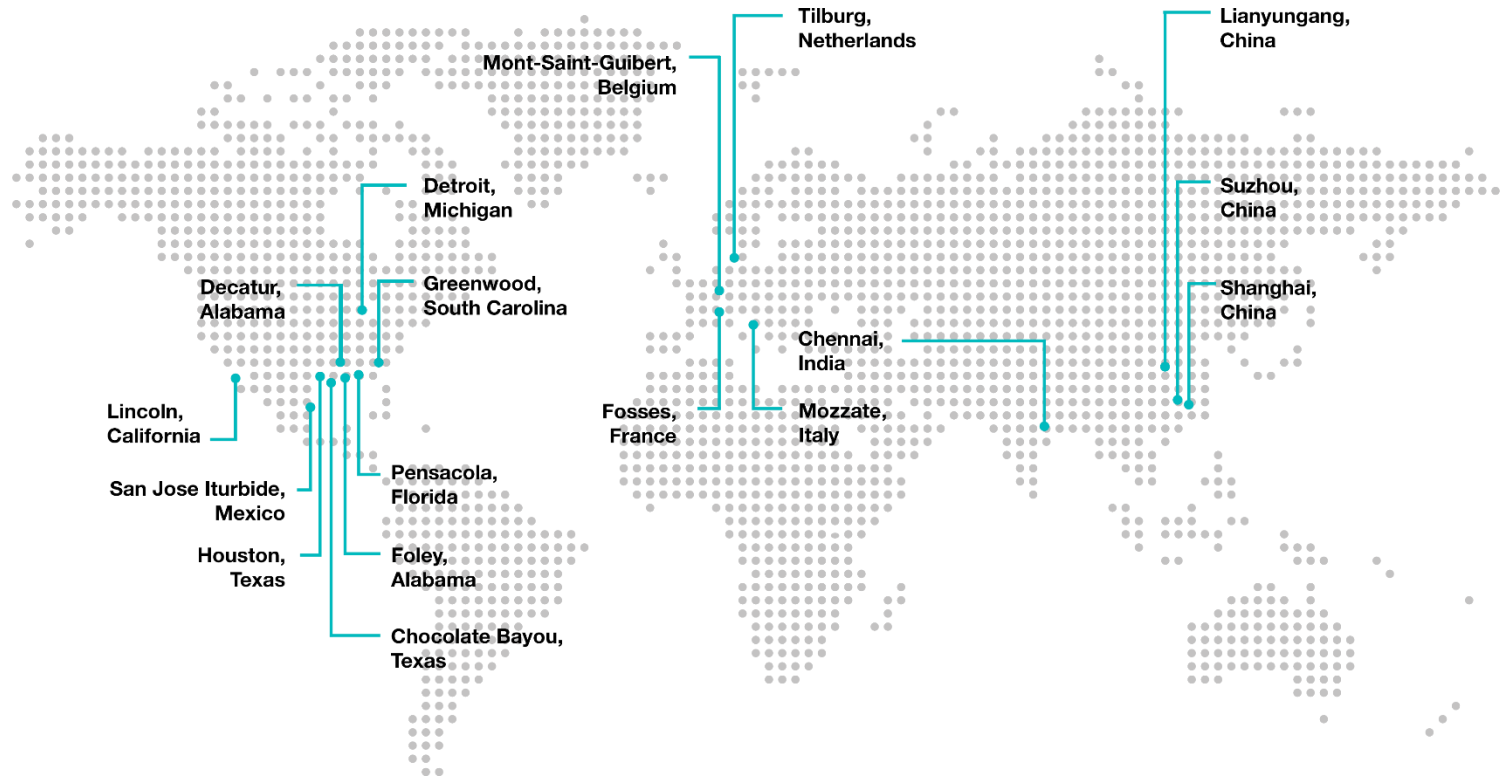 Tilburg,
Netherlands
Lianyungang,
China
Mont-Saint-Guibert,
Belgium
Detroit,
Michigan
Suzhou,
China
Decatur,
Alabama
Greenwood,
South Carolina
Shanghai,
China
Chennai,
India
Lincoln,
California
Fosses,
France
Mozzate,
Italy
San Jose Iturbide,
Mexico
Pensacola,
Florida
Houston,
Texas
Foley,
Alabama
Chocolate Bayou,
Texas